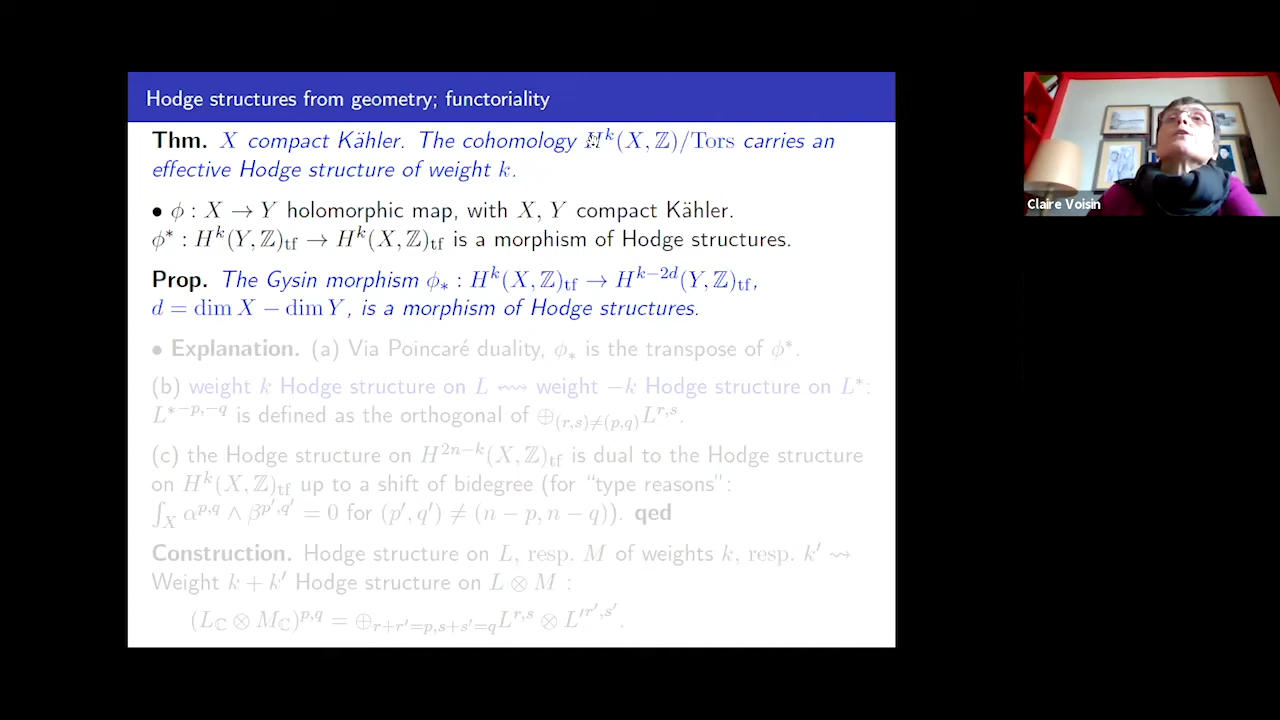 Hodge structures from geometry; functoriality
Thm. X compact Kähler. The cohomology H^k(X, ℤ)/Tors carries an
effective Hodge structure of weight k.
• ϕ : X → Y holomorphic map, with X, Y compact Kähler.
ϕ* : H^k(Y, ℤ)_tf → H^k(X, ℤ)_tf is a morphism of Hodge structures.
Prop. The Gysin morphism ϕ_* : H^k(X, ℤ)_tf → H^{k−2d}(Y, ℤ)_tf,
d = dim X − dim Y, is a morphism of Hodge structures.
• Explanation. (a) Via Poincaré duality, ϕ_* is the transpose of ϕ*.
(b) weight k Hodge structure on L ⇝ weight −k Hodge structure on L*:
L*^{−p,−q} is defined as the orthogonal of ⊕_{(r,s)≠(p,q)} L^{r,s}.
(c) the Hodge structure on H^{2n−k}(X, ℤ)_tf is dual to the Hodge structure
on H^k(X, ℤ)_tf up to a shift of bidegree (for "type reasons":
∫_X α^{p,q} ∧ β^{p′,q′} = 0 for (p′, q′) ≠ (n − p, n − q)). qed
Construction. Hodge structure on L, resp. M of weights k, resp. k′ ⇝
Weight k + k′ Hodge structure on L ⊗ M :
(L_ℂ ⊗ M_ℂ)^{p,q} = ⊕_{r+r′=p,s+s′=q} L^{r,s} ⊗ L′^{r′,s′}.
Claire Voisin